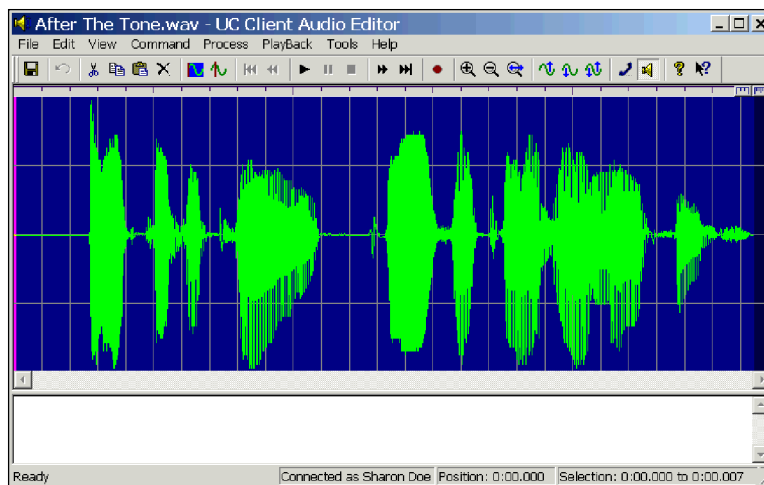 After The Tone.wav - UC Client Audio Editor
File Edit View Command Process PlayBack Tools Help
Ready Connected as Sharon Doe Position: 0:00.000 Selection: 0:00.000 to 0:00.007